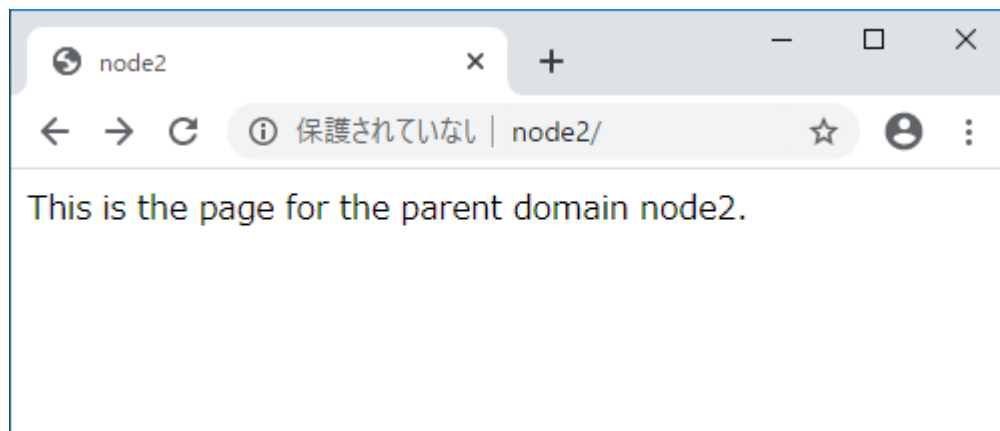 node2
保護されていない node2/
This is the page for the parent domain node2.